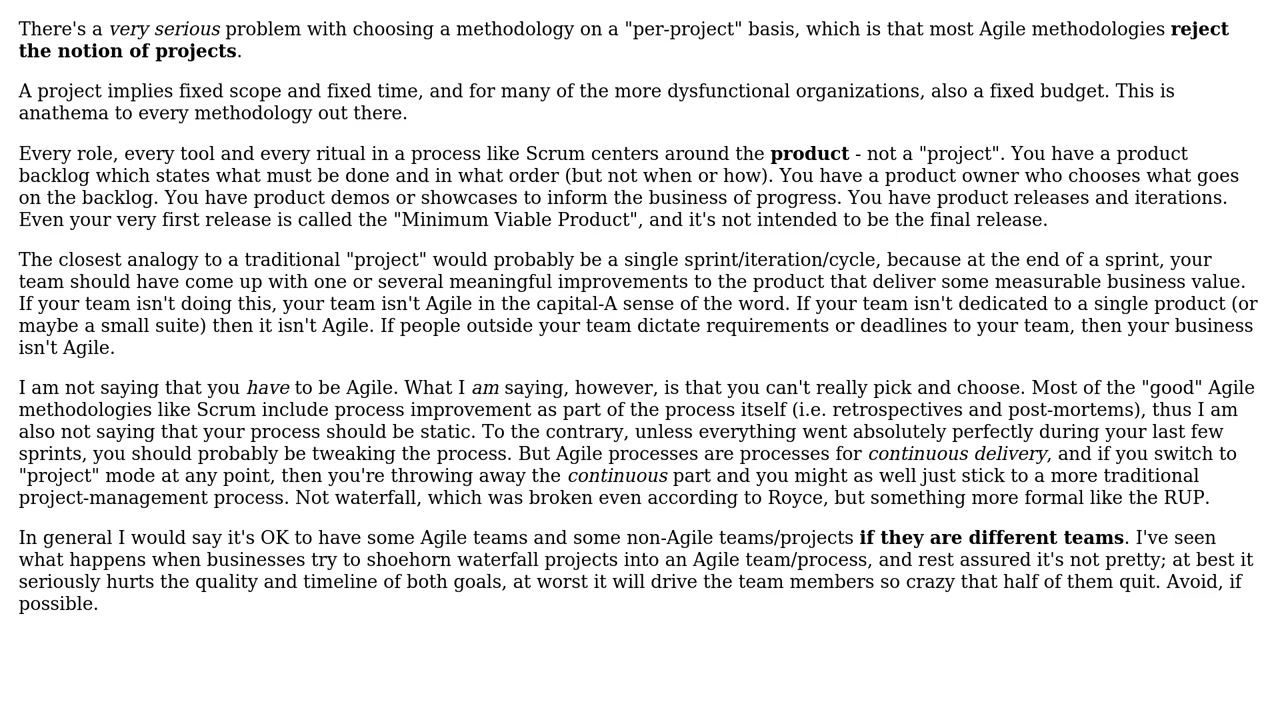 There's a very serious problem with choosing a methodology on a "per-project" basis, which is that most Agile methodologies reject
the notion of projects.
A project implies fixed scope and fixed time, and for many of the more dysfunctional organizations, also a fixed budget. This is
anathema to every methodology out there.
Every role, every tool and every ritual in a process like Scrum centers around the product - not a "project". You have a product
backlog which states what must be done and in what order (but not when or how). You have a product owner who chooses what goes
on the backlog. You have product demos or showcases to inform the business of progress. You have product releases and iterations.
Even your very first release is called the "Minimum Viable Product", and it's not intended to be the final release.
The closest analogy to a traditional "project" would probably be a single sprint/iteration/cycle, because at the end of a sprint, your
team should have come up with one or several meaningful improvements to the product that deliver some measurable business value.
If your team isn't doing this, your team isn't Agile in the capital-A sense of the word. If your team isn't dedicated to a single product (or
maybe a small suite) then it isn't Agile. If people outside your team dictate requirements or deadlines to your team, then your business
isn't Agile.
I am not saying that you have to be Agile. What I am saying, however, is that you can't really pick and choose. Most of the "good" Agile
methodologies like Scrum include process improvement as part of the process itself (i.e. retrospectives and post-mortems), thus I am
also not saying that your process should be static. To the contrary, unless everything went absolutely perfectly during your last few
sprints, you should probably be tweaking the process. But Agile processes are processes for continuous delivery, and if you switch to
"project" mode at any point, then you're throwing away the continuous part and you might as well just stick to a more traditional
project-management process. Not waterfall, which was broken even according to Royce, but something more formal like the RUP.
In general I would say it's OK to have some Agile teams and some non-Agile teams/projects if they are different teams. I've seen
what happens when businesses try to shoehorn waterfall projects into an Agile team/process, and rest assured it's not pretty; at best it
seriously hurts the quality and timeline of both goals, at worst it will drive the team members so crazy that half of them quit. Avoid, if
possible.